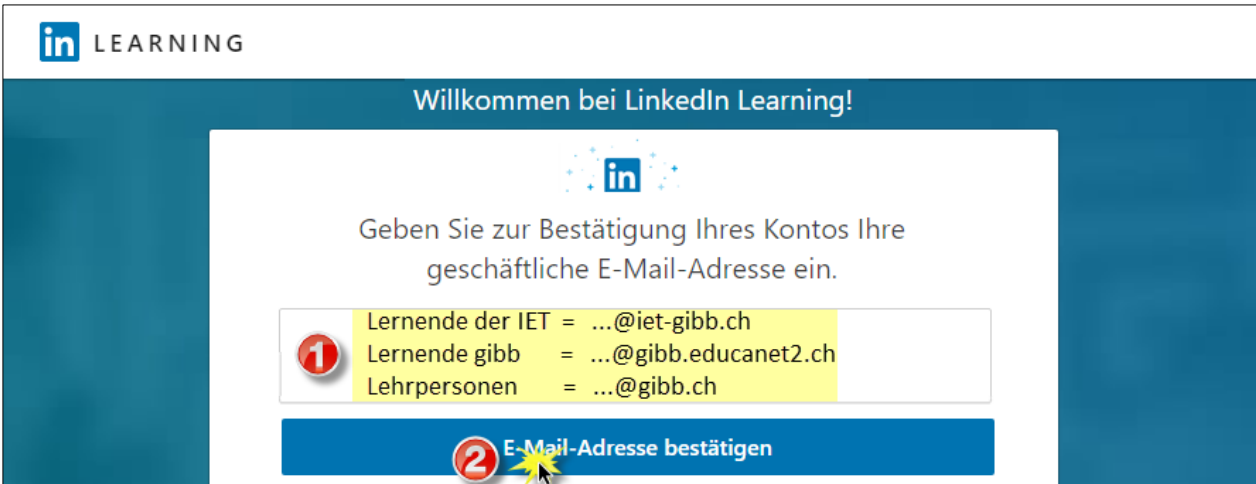 in LEARNING
Willkommen bei LinkedIn Learning!
in
Geben Sie zur Bestätigung Ihres Kontos Ihre
geschäftliche E-Mail-Adresse ein.
Lernende der IET = ...@iet-gibb.ch
1
Lernende gibb = ...@gibb.educanet2.ch
Lehrpersonen = ...@gibb.ch
2 E-Mail-Adresse bestätigen